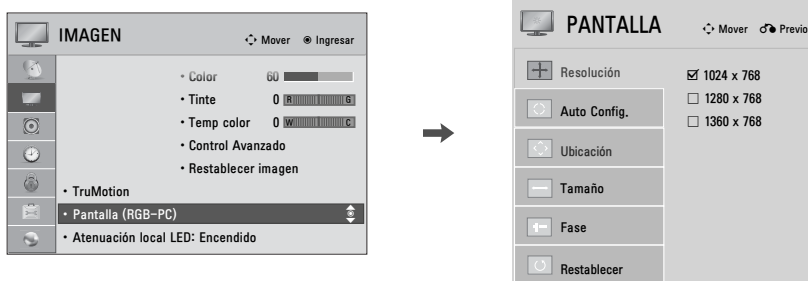 IMAGEN
Mover Ingresar
• Color 60
• Tinte 0 R G
• Temp color 0 W C
• Control Avanzado
• Restablecer imagen
• TruMotion
• Pantalla (RGB-PC)
• Atenuación local LED: Encendido
PANTALLA
Mover Previo
Resolución
Auto Config.
Ubicación
Tamaño
Fase
Restablecer
1024 x 768
1280 x 768
1360 x 768